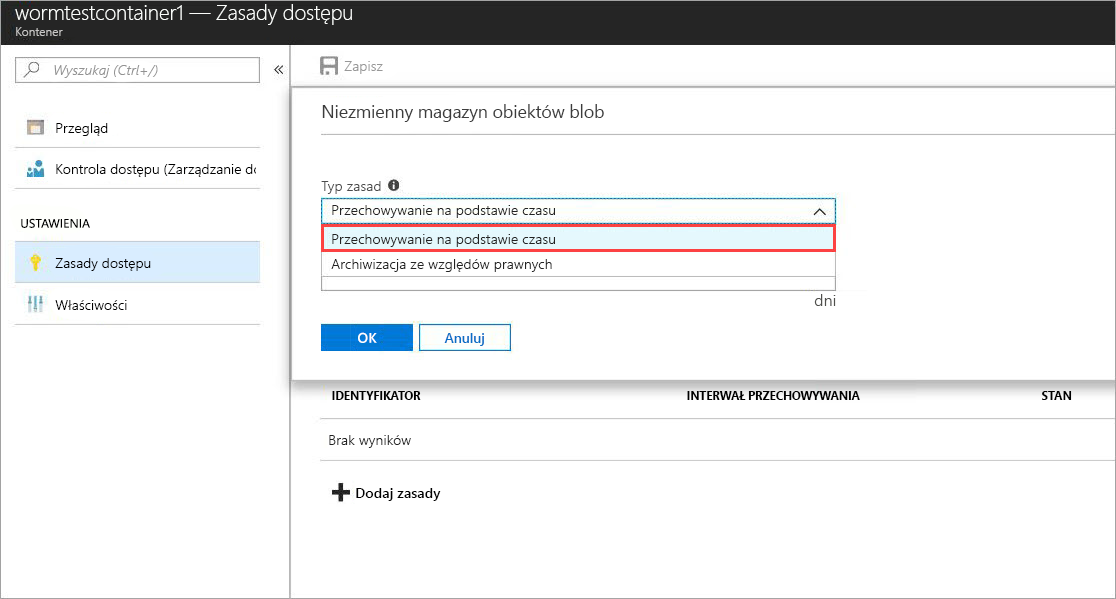 wormtestcontainer1 — Zasady dostępu
Kontener
Wyszukaj (Ctrl+/)
«
Przegląd
Kontrola dostępu (Zarządzanie do
USTAWIENIA
Zasady dostępu
Właściwości
Zapisz
Niezmienny magazyn obiektów blob
Typ zasad
Przechowywanie na podstawie czasu
Przechowywanie na podstawie czasu
Archiwizacja ze względów prawnych
dni
OK
Anuluj
IDENTYFIKATOR INTERWAŁ PRZECHOWYWANIA STAN
Brak wyników
Dodaj zasady